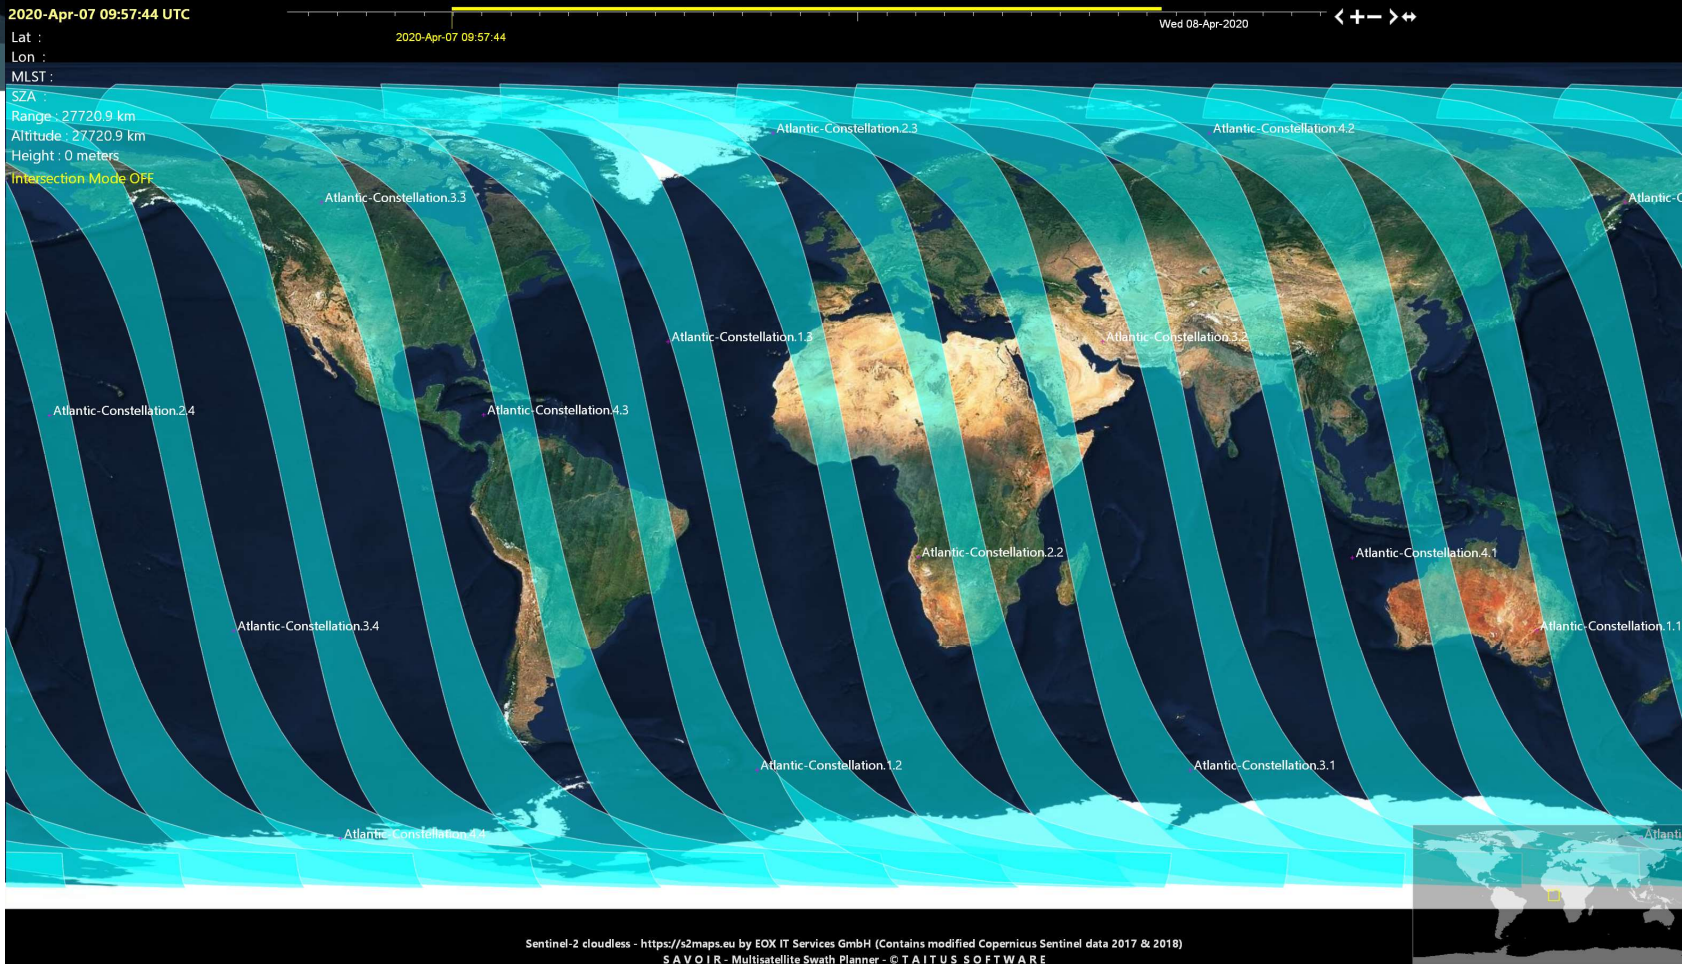 2020-Apr-07 09:57:44 UTC
Wed 08-Apr-2020
2020-Apr-07 09:57:44
Lat :
Lon :
MLST :
SZA :
Range : 27720.9 km
Altitude : 27720.9 km
Height : 0 meters
Intersection Mode OFF
Atlantic-Constellation.2.3
Atlantic-Constellation.4.2
Atlantic-Constellation.3.3
Atlantic-C
Atlantic-Constellation.1.3
Atlantic-Constellation.3.2
Atlantic-Constellation.2.4
Atlantic-Constellation.4.3
Atlantic-Constellation.2.2
Atlantic-Constellation.4.1
Atlantic-Constellation.3.4
Atlantic-Constellation.1.1
Atlantic-Constellation.1.2
Atlantic-Constellation.3.1
Atlantic-Constellation.4.4
Atlanti
Sentinel-2 cloudless - https://s2maps.eu by EOX IT Services GmbH (Contains modified Copernicus Sentinel data 2017 & 2018)
S A V O I R - Multisatellite Swath Planner - © T A I T U S S O F T W A R E